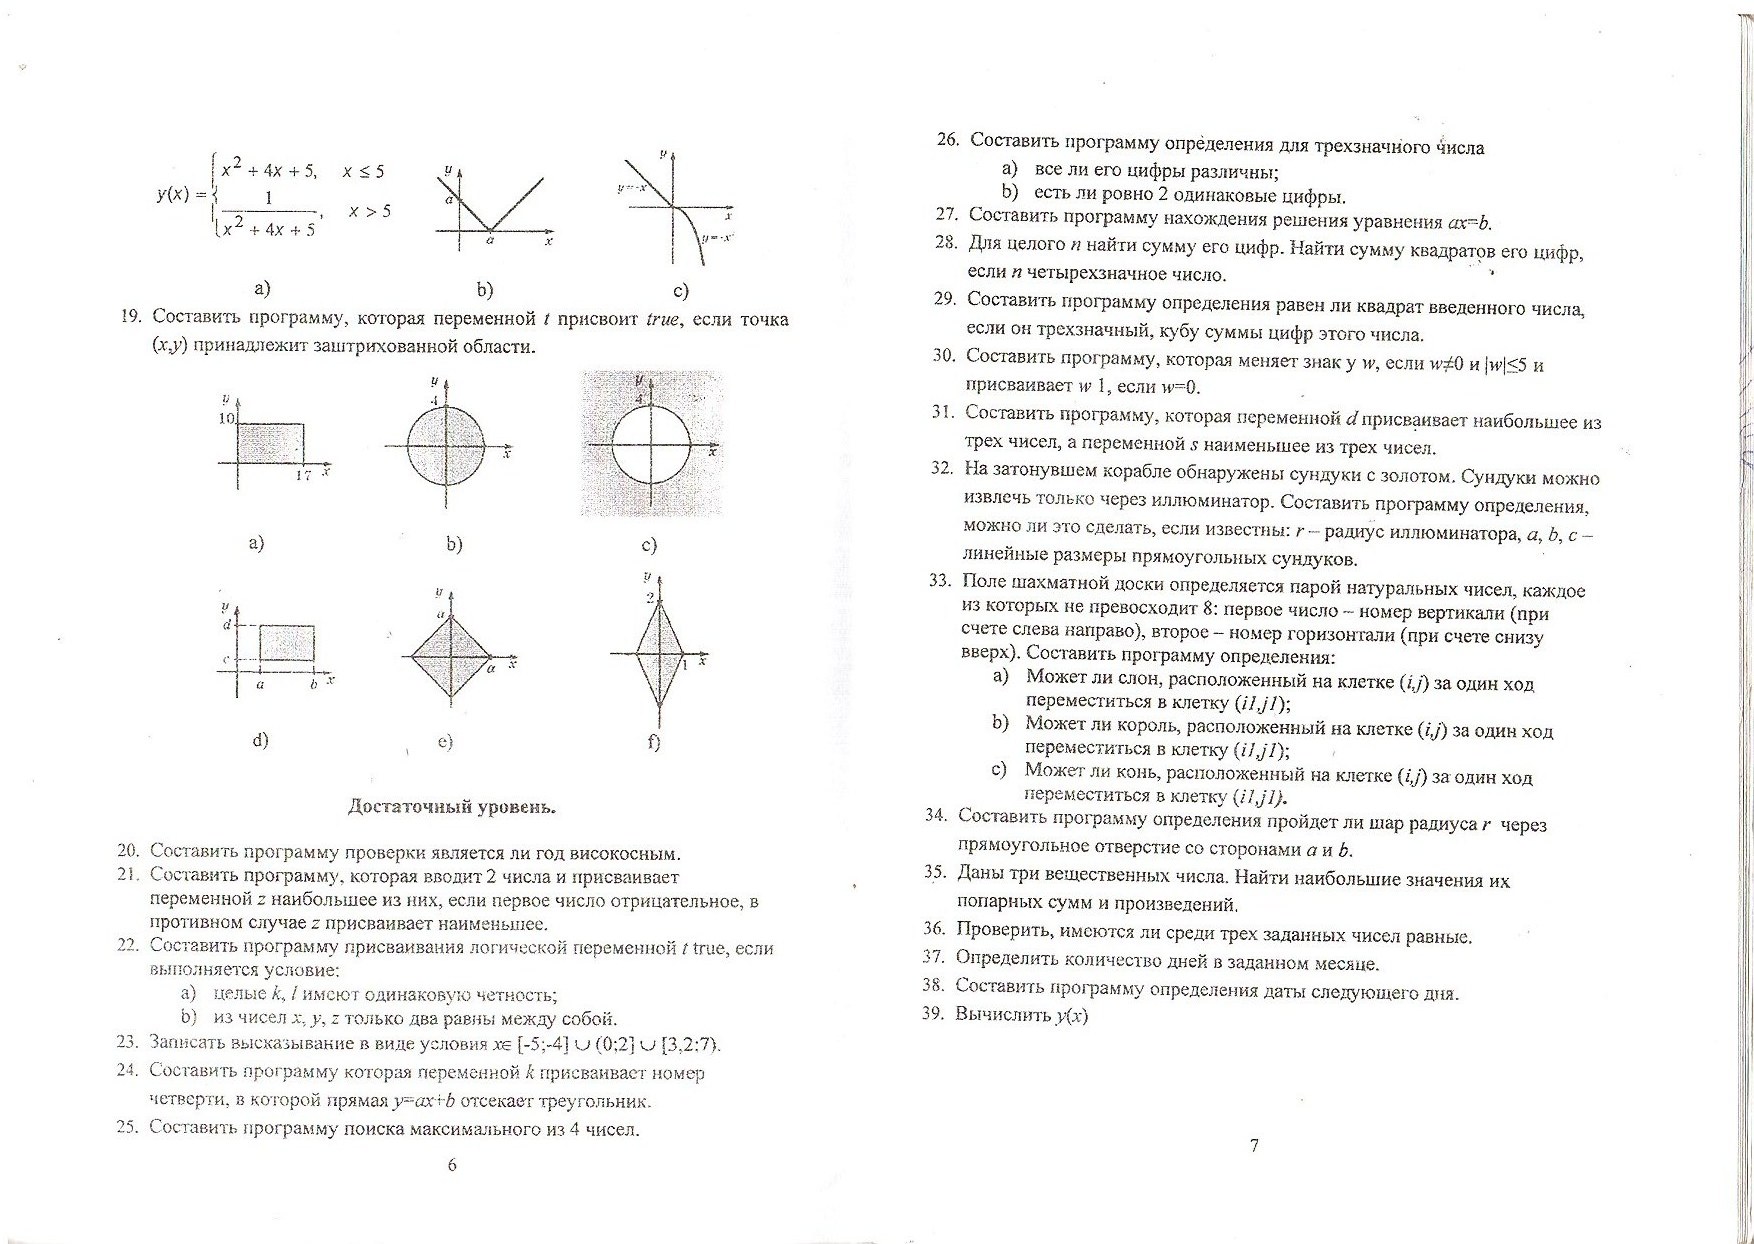 y(x) = { x² + 4x + 5, x ≤ 5
1 / (x² + 4x + 5), x > 5
y a a x
y y=-x x y=-x²
a) b) c)
19. Составить программу, которая переменной t присвоит true, если точка
(x,y) принадлежит заштрихованной области.
y 10 17 x
y 4 x
y 4 x
a) b) c)
y d c a b x
y a a x
y 2 1 x
d) e) f)
Достаточный уровень.
20. Составить программу проверки является ли год високосным.
21. Составить программу, которая вводит 2 числа и присваивает
переменной z наибольшее из них, если первое число отрицательное, в
противном случае z присваивает наименьшее.
22. Составить программу присваивания логической переменной t true, если
выполняется условие:
a) целые k, l имеют одинаковую четность;
b) из чисел x, y, z только два равны между собой.
23. Записать высказывание в виде условия x∈ [-5;-4] ∪ (0;2] ∪ [3,2;7).
24. Составить программу которая переменной k присваивает номер
четверти, в которой прямая y=ax+b отсекает треугольник.
25. Составить программу поиска максимального из 4 чисел.
6
26. Составить программу определения для трехзначного числа
a) все ли его цифры различны;
b) есть ли ровно 2 одинаковые цифры.
27. Составить программу нахождения решения уравнения ax=b.
28. Для целого n найти сумму его цифр. Найти сумму квадратов его цифр,
если n четырехзначное число.
29. Составить программу определения равен ли квадрат введенного числа,
если он трехзначный, кубу суммы цифр этого числа.
30. Составить программу, которая меняет знак у w, если w≠0 и |w|≤5 и
присваивает w 1, если w=0.
31. Составить программу, которая переменной d присваивает наибольшее из
трех чисел, а переменной s наименьшее из трех чисел.
32. На затонувшем корабле обнаружены сундуки с золотом. Сундуки можно
извлечь только через иллюминатор. Составить программу определения,
можно ли это сделать, если известны: r – радиус иллюминатора, a, b, c –
линейные размеры прямоугольных сундуков.
33. Поле шахматной доски определяется парой натуральных чисел, каждое
из которых не превосходит 8: первое число – номер вертикали (при
счете слева направо), второе – номер горизонтали (при счете снизу
вверх). Составить программу определения:
a) Может ли слон, расположенный на клетке (i,j) за один ход
переместиться в клетку (i1,j1);
b) Может ли король, расположенный на клетке (i,j) за один ход
переместиться в клетку (i1,j1);
c) Может ли конь, расположенный на клетке (i,j) за один ход
переместиться в клетку (i1,j1).
34. Составить программу определения пройдет ли шар радиуса r через
прямоугольное отверстие со сторонами a и b.
35. Даны три вещественных числа. Найти наибольшие значения их
попарных сумм и произведений.
36. Проверить, имеются ли среди трех заданных чисел равные.
37. Определить количество дней в заданном месяце.
38. Составить программу определения даты следующего дня.
39. Вычислить y(x)
7